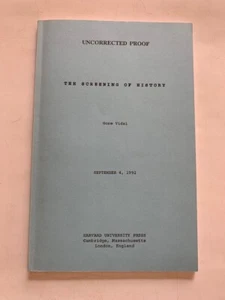 UNCORRECTED PROOF
THE SCREENING OF HISTORY
Gore Vidal
SEPTEMBER 4, 1992
HARVARD UNIVERSITY PRESS
Cambridge, Massachusetts
London, England